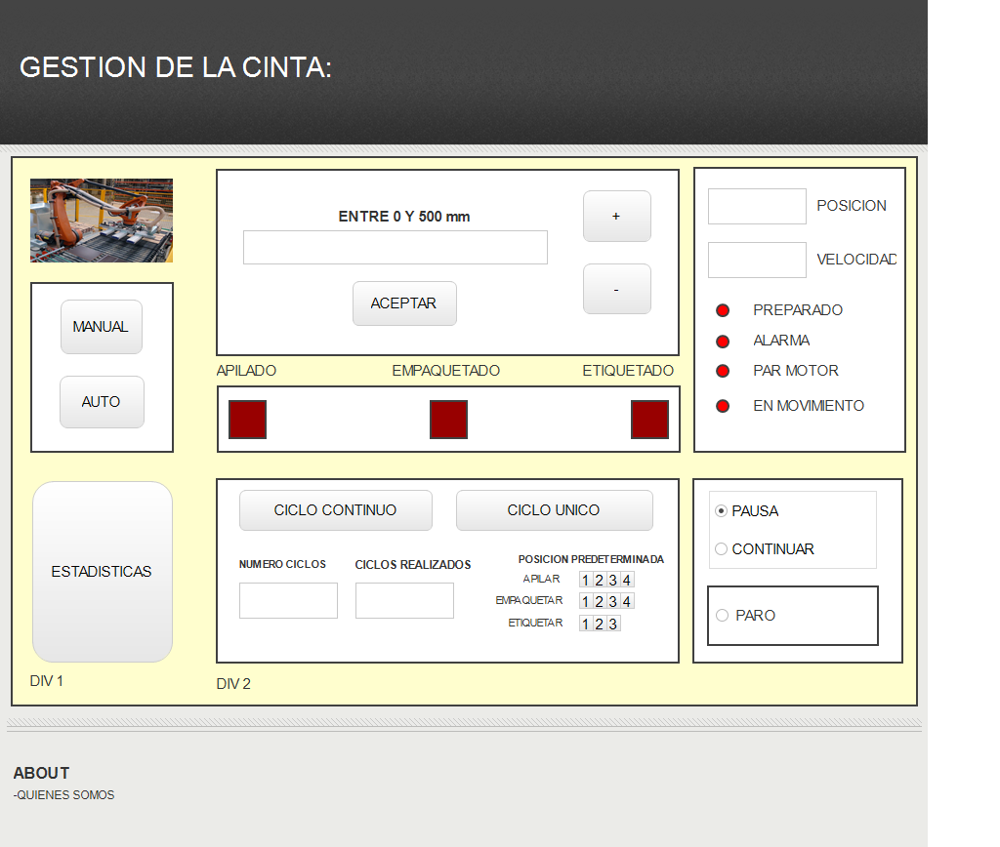 GESTION DE LA CINTA:
ENTRE 0 Y 500 mm
+
-
ACEPTAR
POSICION
VELOCIDAD
PREPARADO
ALARMA
PAR MOTOR
EN MOVIMIENTO
MANUAL
AUTO
APILADO EMPAQUETADO ETIQUETADO
ESTADISTICAS
CICLO CONTINUO CICLO UNICO
NUMERO CICLOS CICLOS REALIZADOS POSICION PREDETERMINADA
APILAR 1 2 3 4
EMPAQUETAR 1 2 3 4
ETIQUETAR 1 2 3
PAUSA
CONTINUAR
PARO
DIV 1
DIV 2
ABOUT
-QUIENES SOMOS